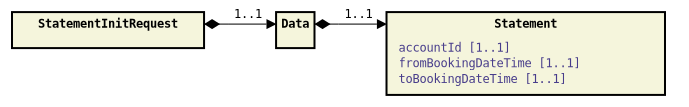 StatementInitRequest
1..1
Data
1..1
Statement
accountId [1..1]
fromBookingDateTime [1..1]
toBookingDateTime [1..1]